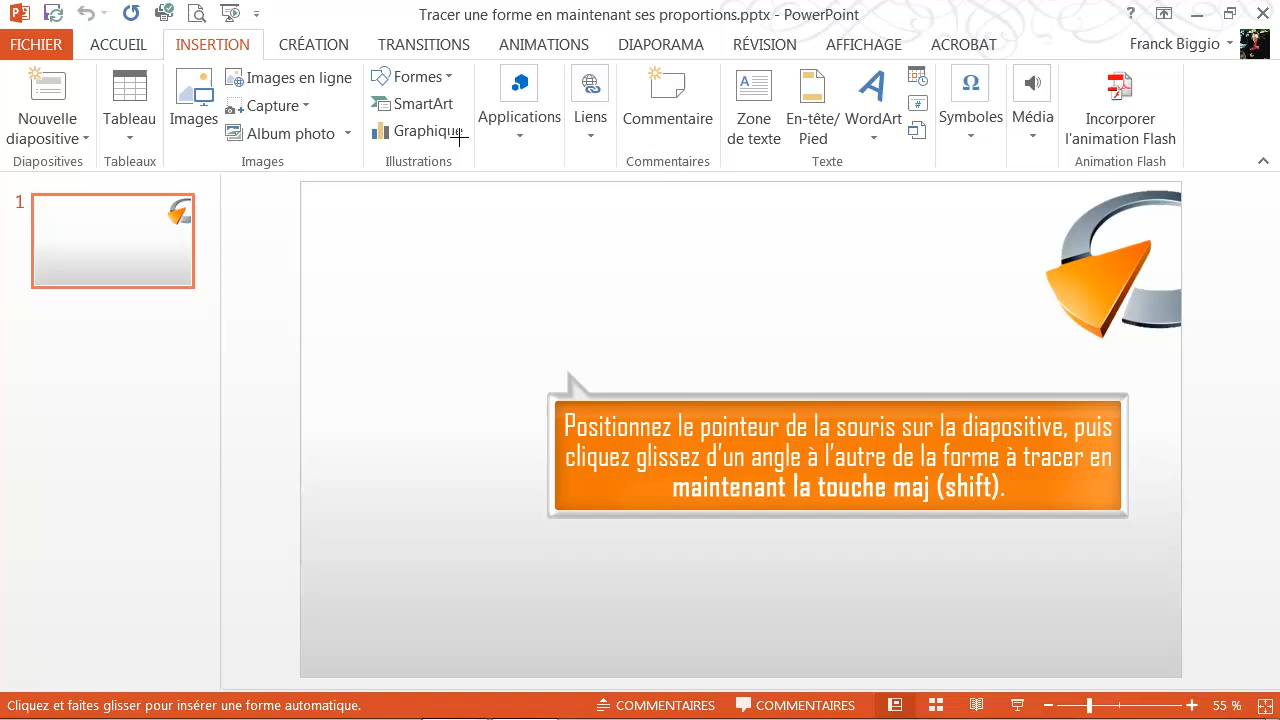 Tracer une forme en maintenant ses proportions.pptx - PowerPoint
?
FICHIER ACCUEIL INSERTION CRÉATION TRANSITIONS ANIMATIONS DIAPORAMA RÉVISION AFFICHAGE ACROBAT Franck Biggio
Nouvelle diapositive
Diapositives
Tableau
Tableaux
Images
Images en ligne
Capture
Album photo
Images
Formes
SmartArt
Graphique
Illustrations
Applications
Liens
Commentaire
Commentaires
Zone de texte
En-tête/ Pied
WordArt
Texte
Symboles
Média
Incorporer l'animation Flash
Animation Flash
1
Positionnez le pointeur de la souris sur la diapositive, puis
cliquez glissez d'un angle à l'autre de la forme à tracer en
maintenant la touche maj (shift).
Cliquez et faites glisser pour insérer une forme automatique. COMMENTAIRES COMMENTAIRES 55 %